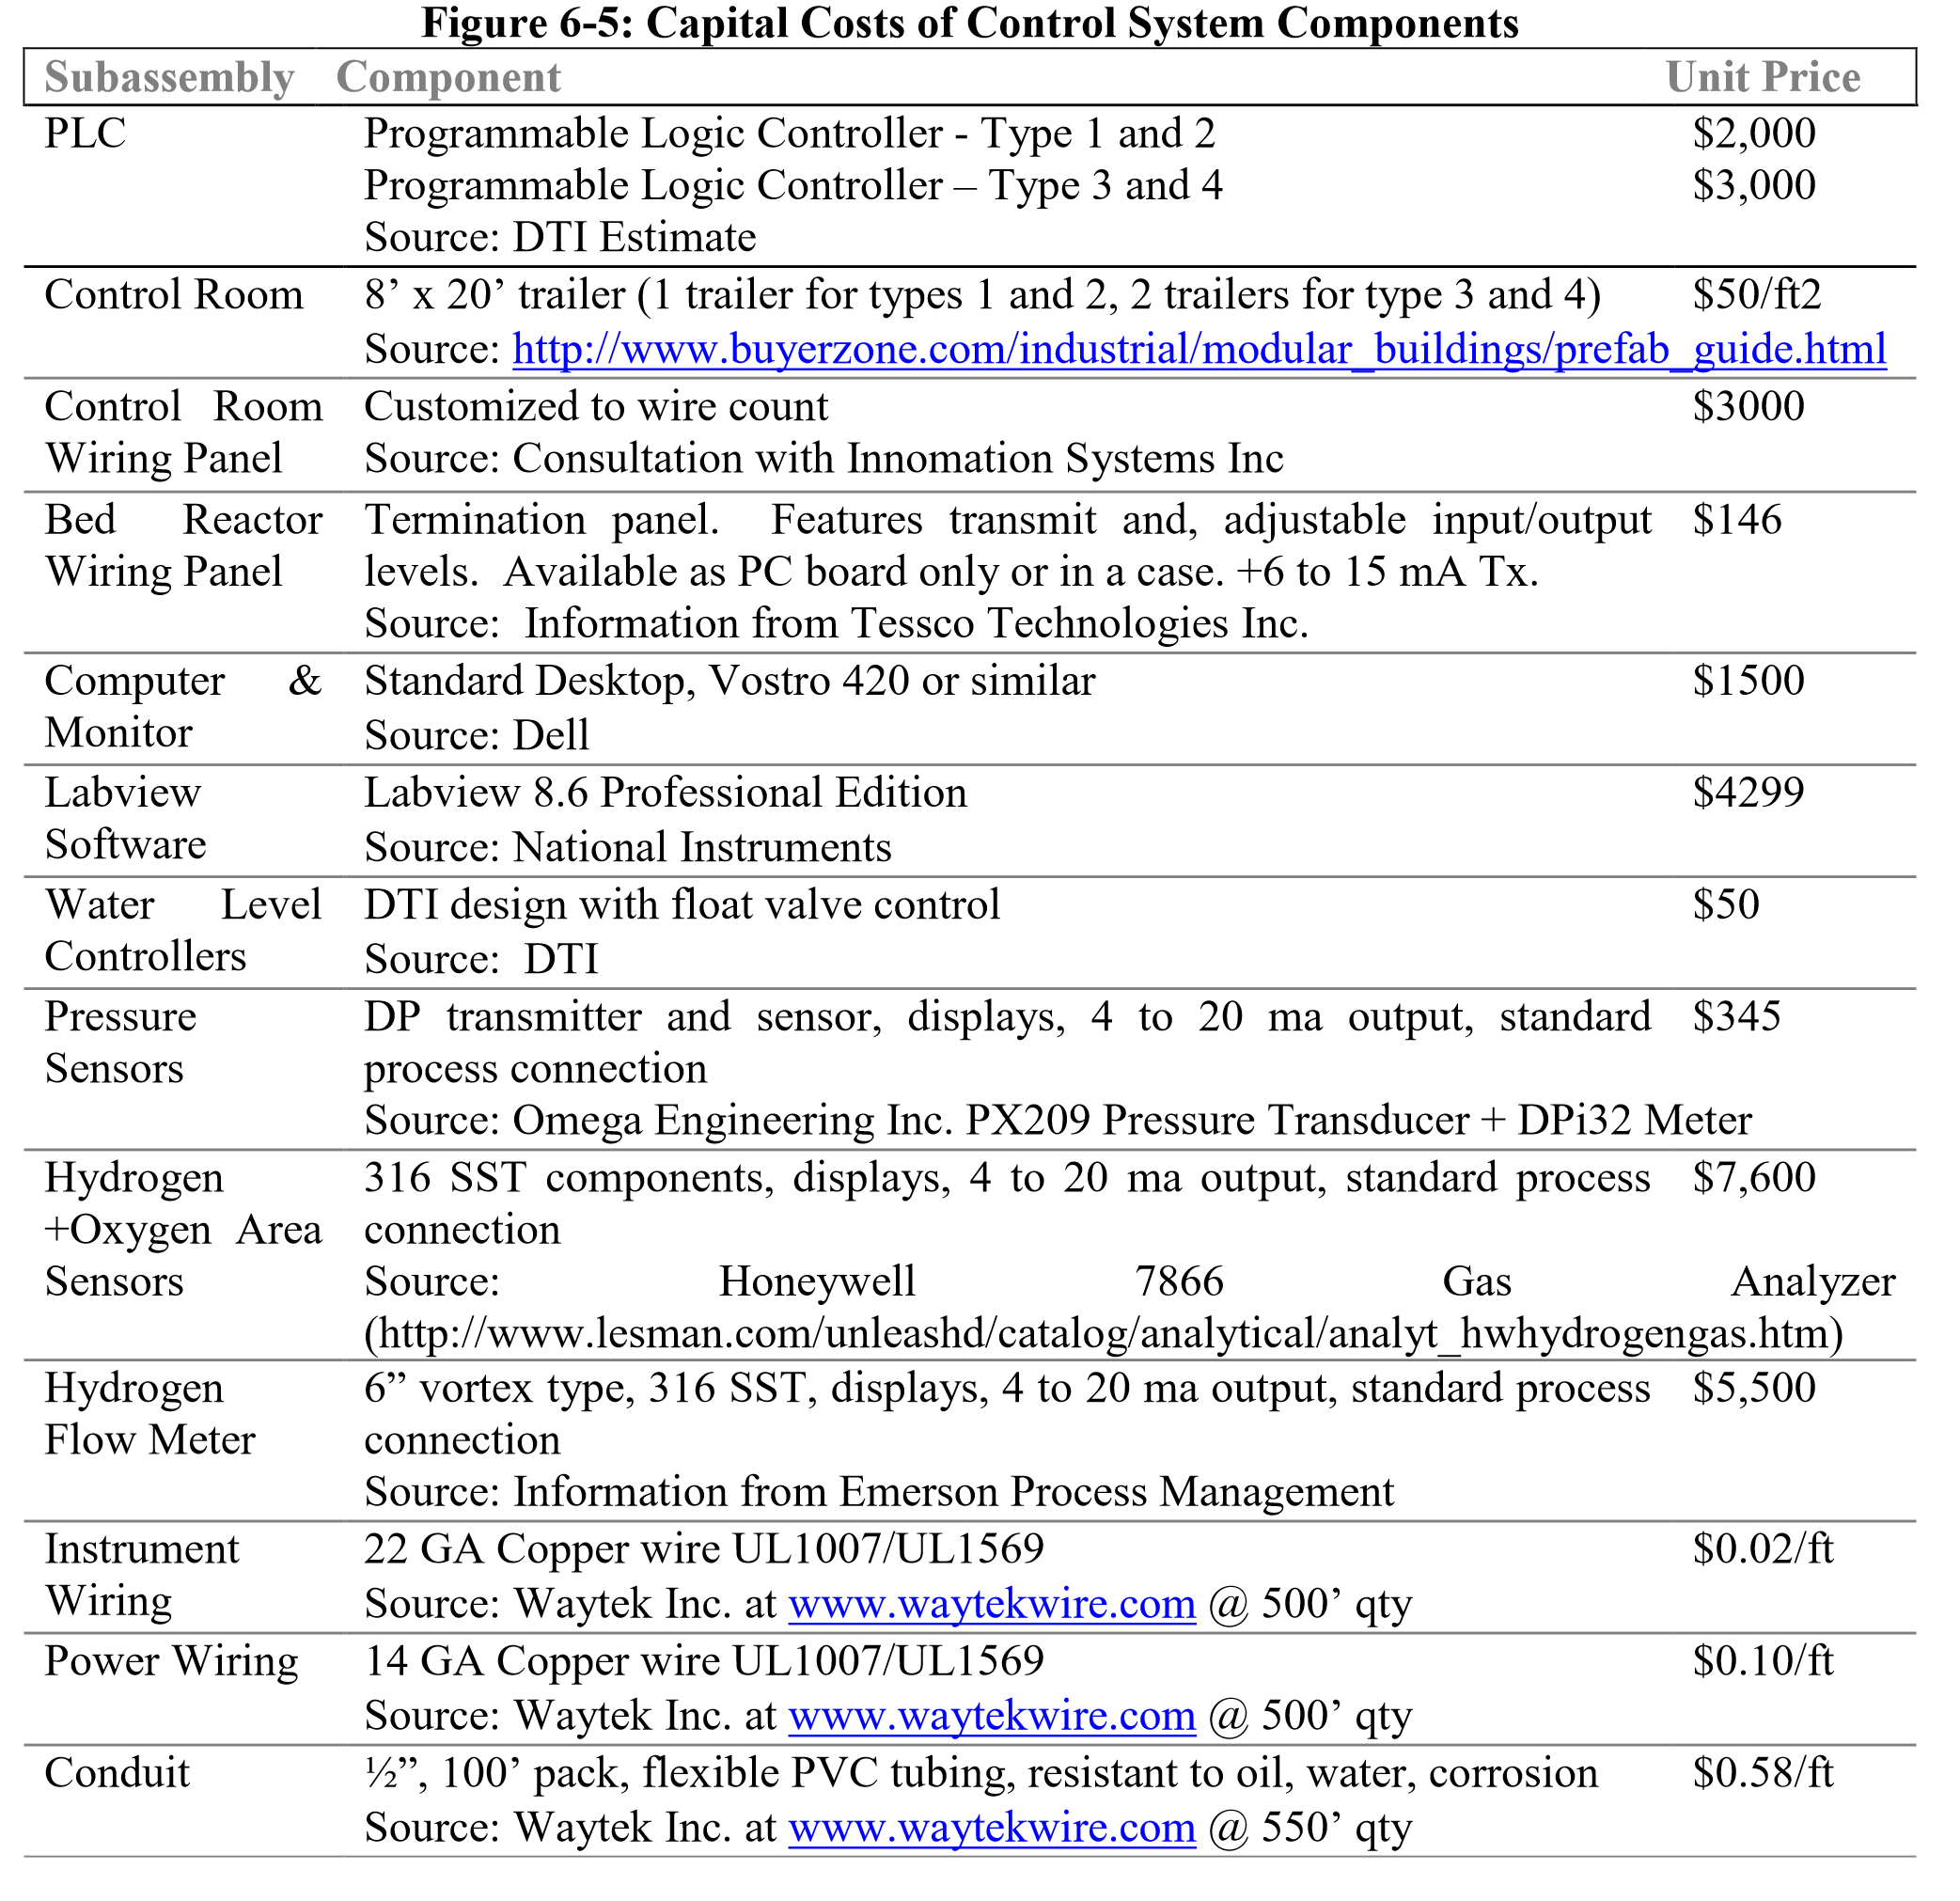 Figure 6-5: Capital Costs of Control System Components
Subassembly Component Unit Price
PLC Programmable Logic Controller - Type 1 and 2 $2,000
Programmable Logic Controller – Type 3 and 4 $3,000
Source: DTI Estimate
Control Room 8’ x 20’ trailer (1 trailer for types 1 and 2, 2 trailers for type 3 and 4) $50/ft2
Source: http://www.buyerzone.com/industrial/modular_buildings/prefab_guide.html
Control Room Customized to wire count $3000
Wiring Panel Source: Consultation with Innomation Systems Inc
Bed Reactor Termination panel. Features transmit and, adjustable input/output $146
Wiring Panel levels. Available as PC board only or in a case. +6 to 15 mA Tx.
Source: Information from Tessco Technologies Inc.
Computer & Standard Desktop, Vostro 420 or similar $1500
Monitor Source: Dell
Labview Labview 8.6 Professional Edition $4299
Software Source: National Instruments
Water Level DTI design with float valve control $50
Controllers Source: DTI
Pressure DP transmitter and sensor, displays, 4 to 20 ma output, standard $345
Sensors process connection
Source: Omega Engineering Inc. PX209 Pressure Transducer + DPi32 Meter
Hydrogen 316 SST components, displays, 4 to 20 ma output, standard process $7,600
+Oxygen Area connection
Sensors Source: Honeywell 7866 Gas Analyzer
(http://www.lesman.com/unleashd/catalog/analytical/analyt_hwhydrogengas.htm)
Hydrogen 6” vortex type, 316 SST, displays, 4 to 20 ma output, standard process $5,500
Flow Meter connection
Source: Information from Emerson Process Management
Instrument 22 GA Copper wire UL1007/UL1569 $0.02/ft
Wiring Source: Waytek Inc. at www.waytekwire.com @ 500’ qty
Power Wiring 14 GA Copper wire UL1007/UL1569 $0.10/ft
Source: Waytek Inc. at www.waytekwire.com @ 500’ qty
Conduit ½”, 100’ pack, flexible PVC tubing, resistant to oil, water, corrosion $0.58/ft
Source: Waytek Inc. at www.waytekwire.com @ 550’ qty